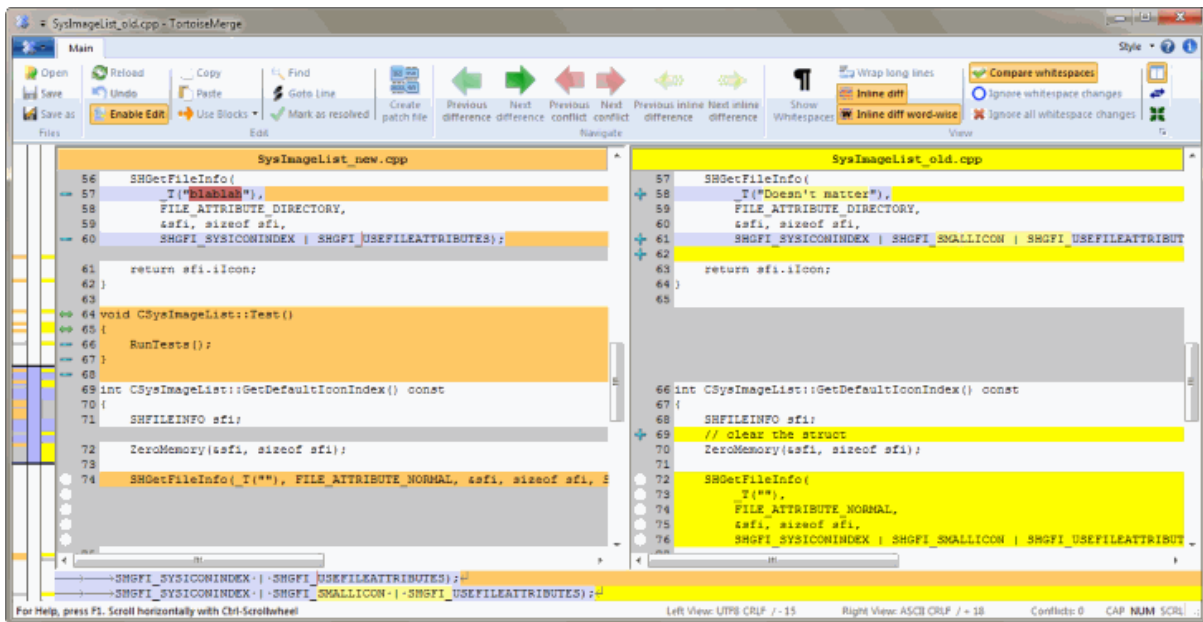 SysImageList_old.cpp - TortoiseMerge
Main
Style
Open
Save
Save as
Files
Reload
Undo
Enable Edit
Copy
Paste
Use Blocks
Find
Goto Line
Mark as resolved
Edit
Create patch file
Previous difference
Next difference
Previous conflict
Next conflict
Previous inline difference
Next inline difference
Navigate
Show Whitespaces
Wrap long lines
Inline diff
Inline diff word-wise
Compare whitespaces
Ignore whitespace changes
Ignore all whitespace changes
View
SysImageList_new.cpp
56 SHGetFileInfo(
57 _T("blablah"),
58 FILE_ATTRIBUTE_DIRECTORY,
59 &sfi, sizeof sfi,
60 SHGFI_SYSICONINDEX | SHGFI_USEFILEATTRIBUTES);
61 return sfi.iIcon;
62 }
63
64 void CSysImageList::Test()
65 {
66 RunTests();
67 }
68
69 int CSysImageList::GetDefaultIconIndex() const
70 {
71 SHFILEINFO sfi;
72 ZeroMemory(&sfi, sizeof sfi);
73
74 SHGetFileInfo(_T(""), FILE_ATTRIBUTE_NORMAL, &sfi, sizeof sfi, S
SysImageList_old.cpp
57 SHGetFileInfo(
58 _T("Doesn't matter"),
59 FILE_ATTRIBUTE_DIRECTORY,
60 &sfi, sizeof sfi,
61 SHGFI_SYSICONINDEX | SHGFI_SMALLICON | SHGFI_USEFILEATTRIBUT
62
63 return sfi.iIcon;
64 }
65
66 int CSysImageList::GetDefaultIconIndex() const
67 {
68 SHFILEINFO sfi;
69 // clear the struct
70 ZeroMemory(&sfi, sizeof sfi);
71
72 SHGetFileInfo(
73 _T(""),
74 FILE_ATTRIBUTE_NORMAL,
75 &sfi, sizeof sfi,
76 SHGFI_SYSICONINDEX | SHGFI_SMALLICON | SHGFI_USEFILEATTRIBUT
SHGFI_SYSICONINDEX·|·SHGFI_USEFILEATTRIBUTES);
SHGFI_SYSICONINDEX·|·SHGFI_SMALLICON·|·SHGFI_USEFILEATTRIBUTES);
For Help, press F1. Scroll horizontally with Ctrl-Scrollwheel
Left View: UTF8 CRLF / - 15
Right View: ASCII CRLF / + 18
Conflicts: 0
CAP NUM SCRL